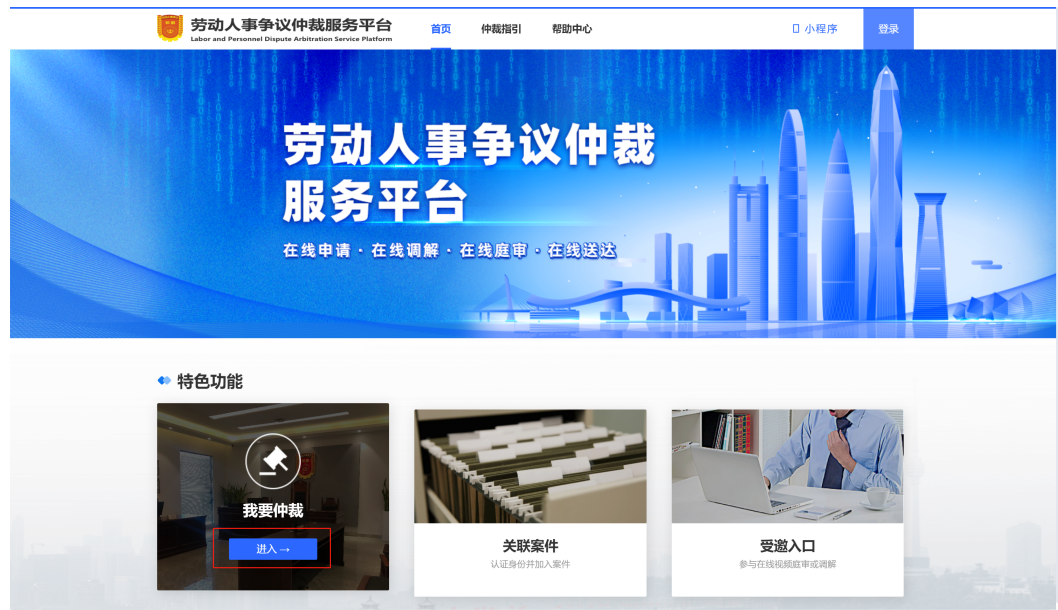 劳动人事争议仲裁服务平台
Labor and Personnel Dispute Arbitration Service Platform
首页
仲裁指引
帮助中心
小程序
登录
劳动人事争议仲裁
服务平台
在线申请·在线调解·在线庭审·在线送达
特色功能
我要仲裁
进入→
关联案件
认证身份并加入案件
受邀入口
参与在线视频庭审或调解